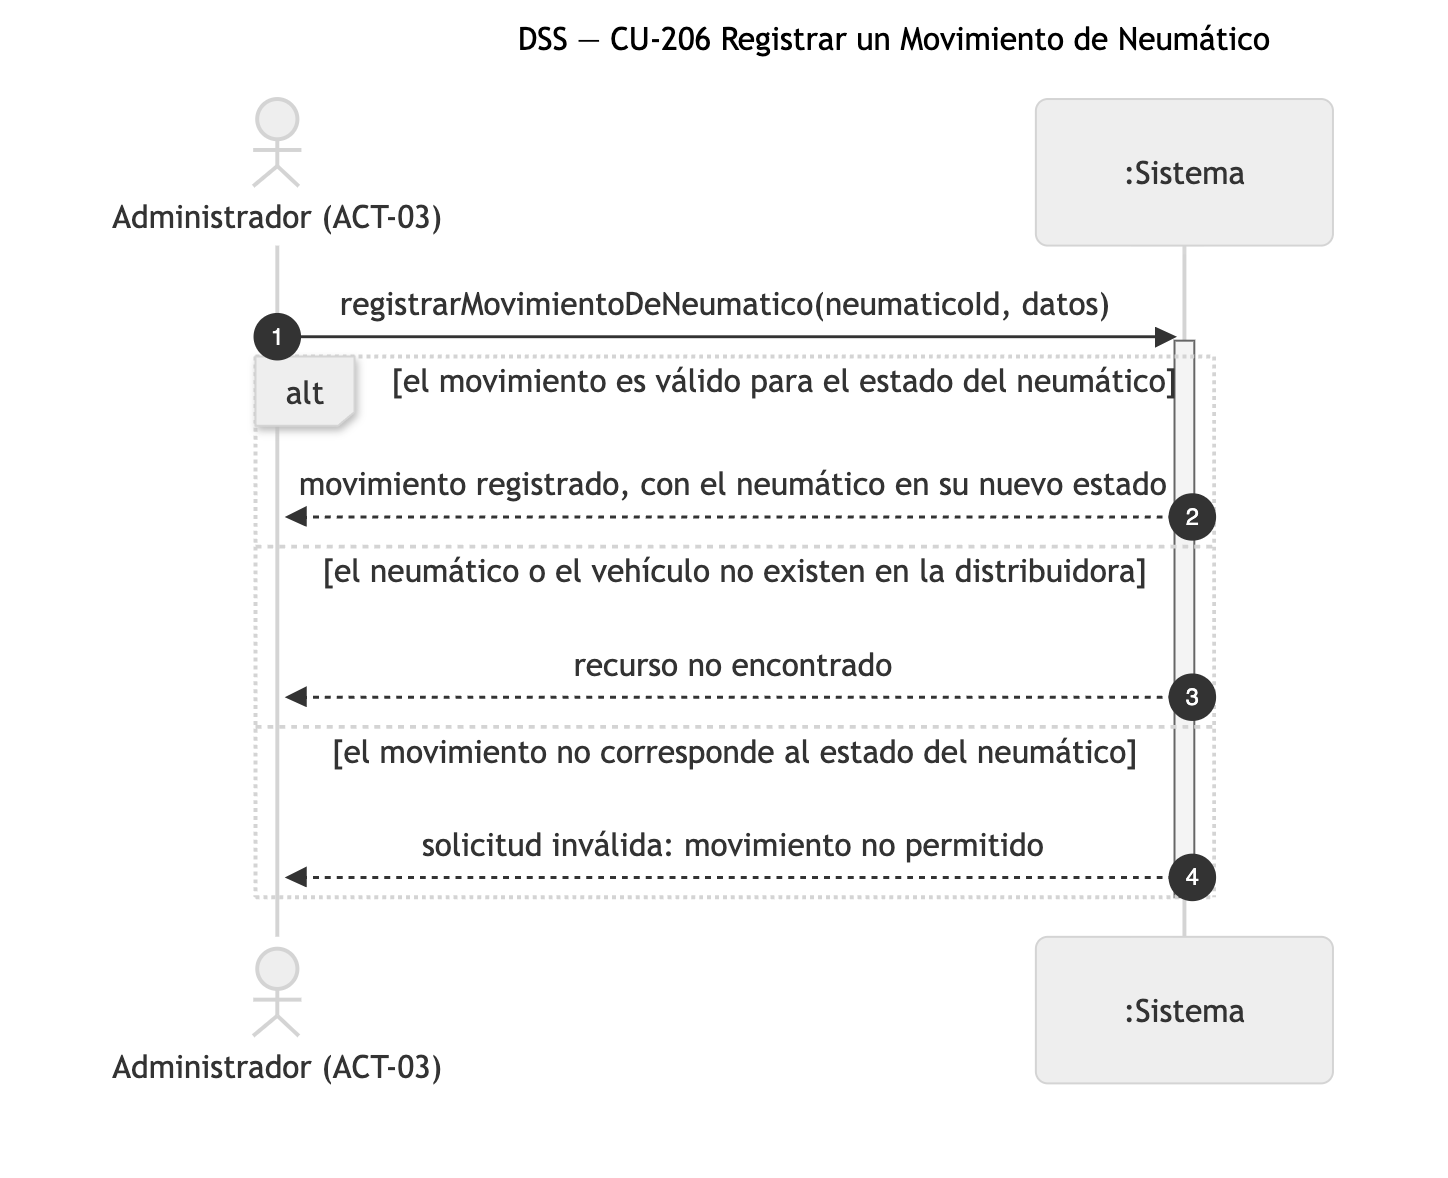 DSS — CU-206 Registrar un Movimiento de Neumático
:Sistema
Administrador (ACT-03)
registrarMovimientoDeNeumatico(neumaticoId, datos)
1
alt
[el movimiento es válido para el estado del neumático]
movimiento registrado, con el neumático en su nuevo estado
2
[el neumático o el vehículo no existen en la distribuidora]
recurso no encontrado
3
[el movimiento no corresponde al estado del neumático]
solicitud inválida: movimiento no permitido
4
:Sistema
Administrador (ACT-03)